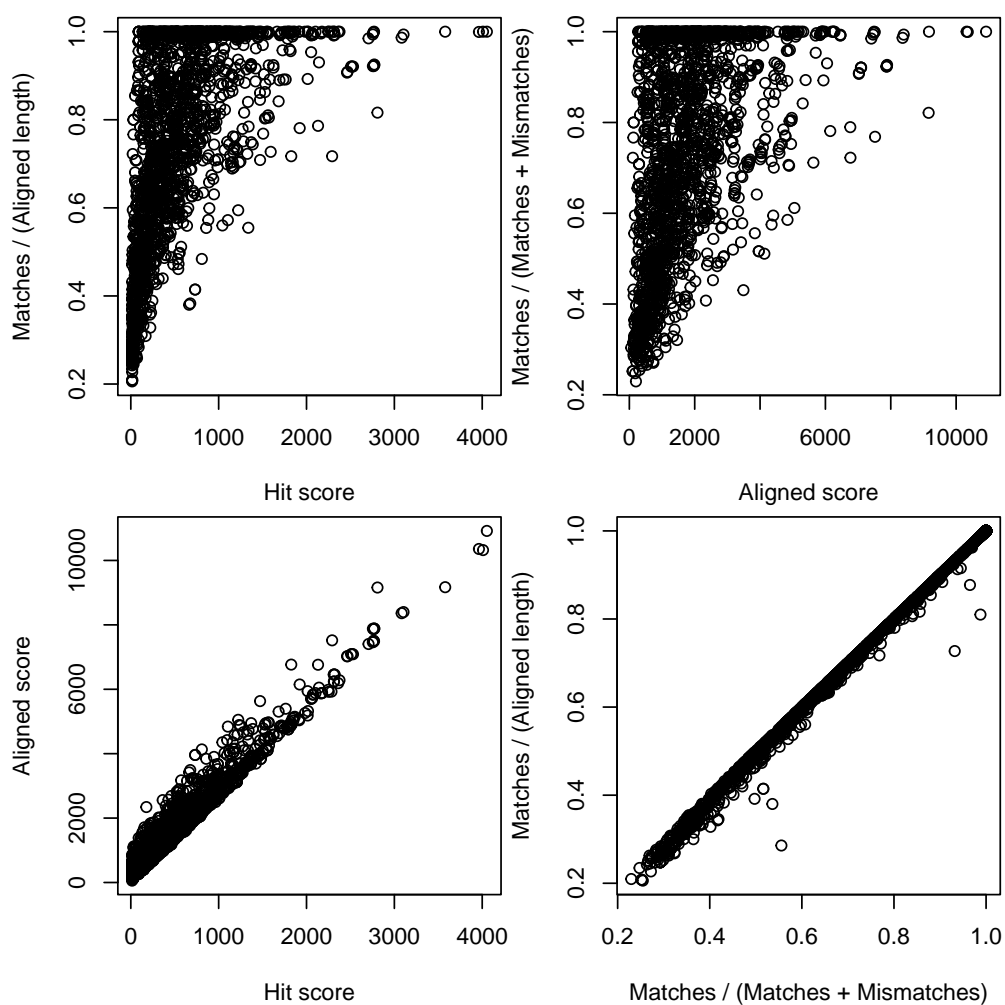 Matches / (Aligned length)
1.0
0.8
0.6
0.4
0.2
0 1000 2000 3000 4000
Hit score
Matches / (Matches + Mismatches)
1.0
0.8
0.6
0.4
0.2
0 2000 6000 10000
Aligned score
Aligned score
10000
6000
2000
0
0 1000 2000 3000 4000
Hit score
Matches / (Aligned length)
1.0
0.8
0.6
0.4
0.2
0.2 0.4 0.6 0.8 1.0
Matches / (Matches + Mismatches)